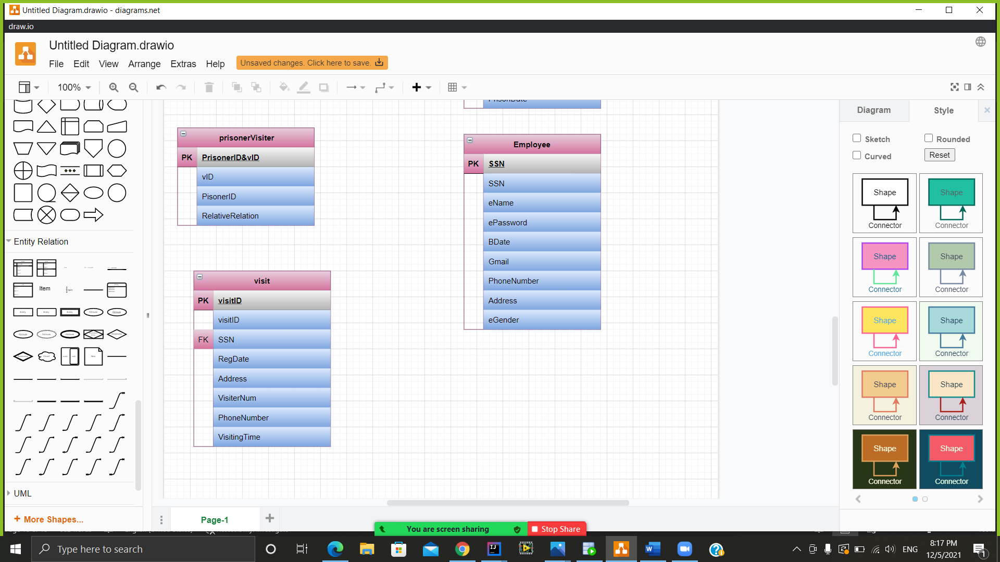 Untitled Diagram.drawio - diagrams.net
draw.io
Untitled Diagram.drawio
File Edit View Arrange Extras Help
Unsaved changes. Click here to save.
100%
Diagram
Style
Sketch
Rounded
Curved
Reset
Shape
Connector
Shape
Connector
Shape
Connector
Shape
Connector
Shape
Connector
Shape
Connector
Shape
Connector
Shape
Connector
Shape
Connector
Shape
Connector
Entity Relation
Item
UML
+ More Shapes...
PrisonDate
prisonerVisiter
PK PrisonerID&vID
vID
PisonerID
RelativeRelation
Employee
PK SSN
SSN
eName
ePassword
BDate
Gmail
PhoneNumber
Address
eGender
visit
PK visitID
visitID
FK SSN
RegDate
Address
VisiterNum
PhoneNumber
VisitingTime
Page-1
You are screen sharing
Stop Share
Type here to search
ENG
8:17 PM
12/5/2021
1